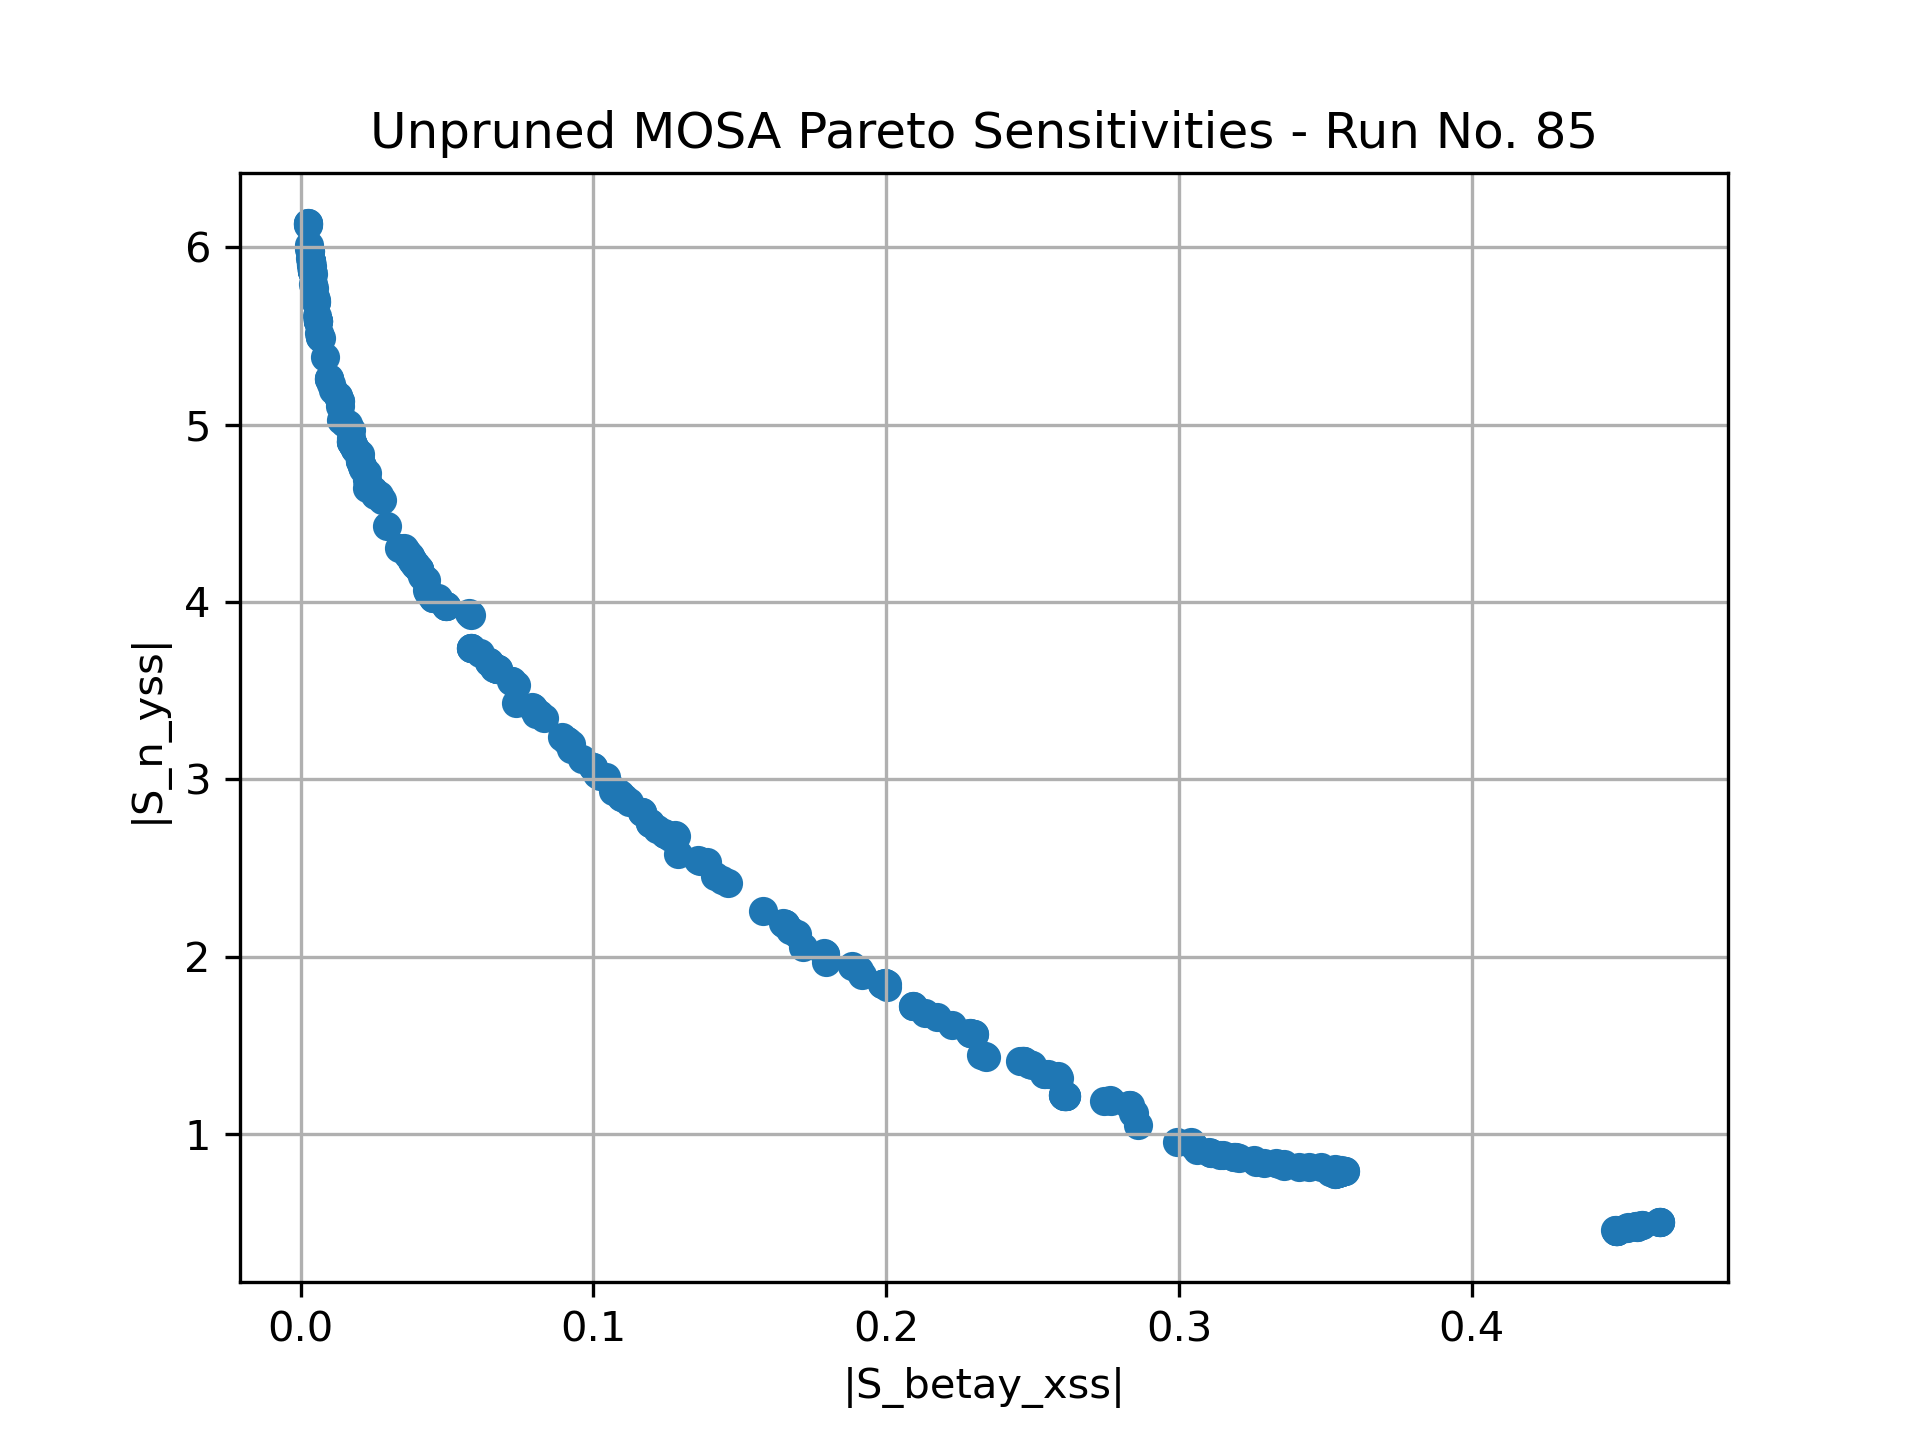 Unpruned MOSA Pareto Sensitivities - Run No. 85
6
5
4
3
2
1
|S_n_yss|
0.0 0.1 0.2 0.3 0.4
|S_betay_xss|